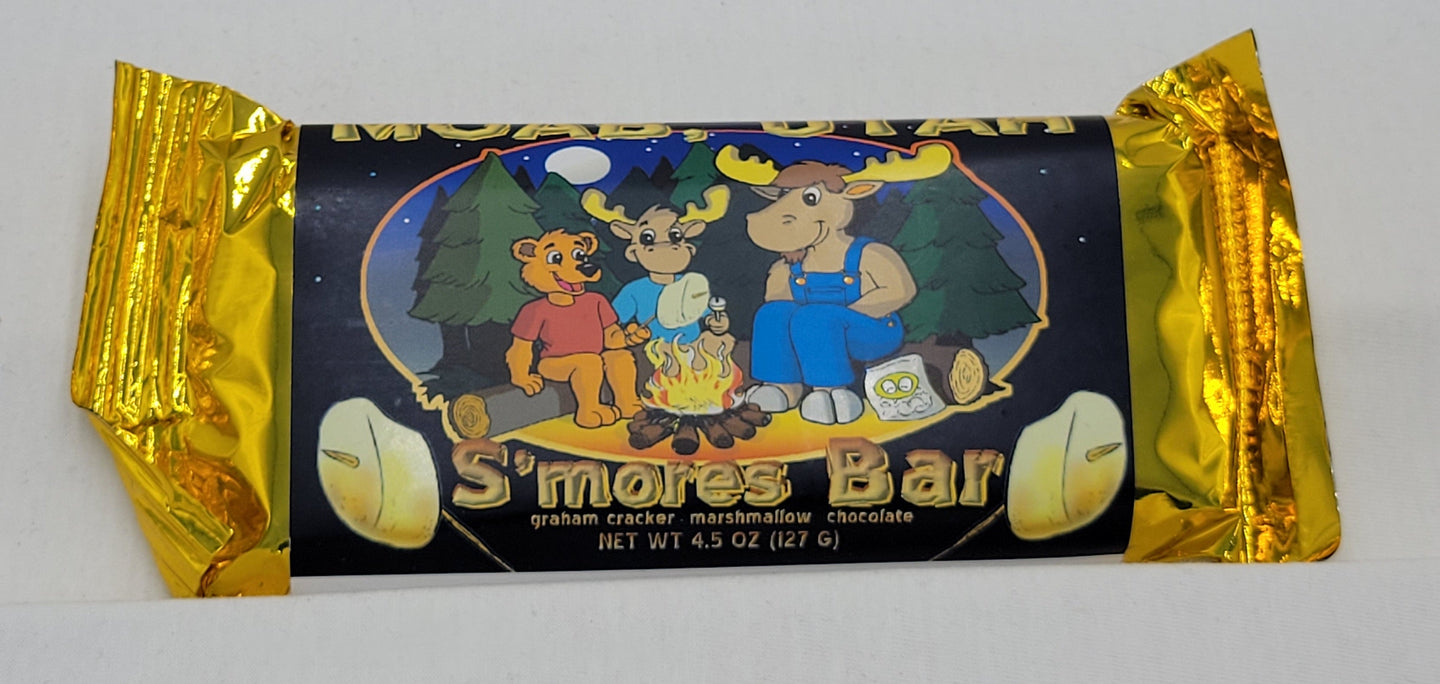 MOAB, UTAH
S'mores Bar
graham cracker · marshmallow chocolate
NET WT 4.5 OZ (127 G)